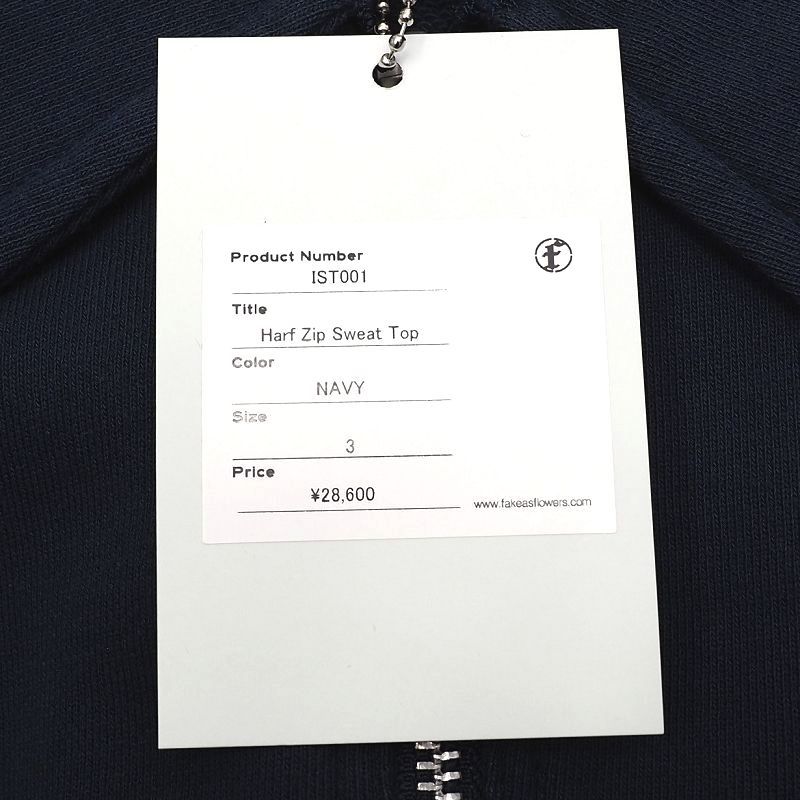 Product Number
IST001
Title
Harf Zip Sweat Top
Color
NAVY
Size
3
Price
¥28,600
www.fakeasflowers.com
f